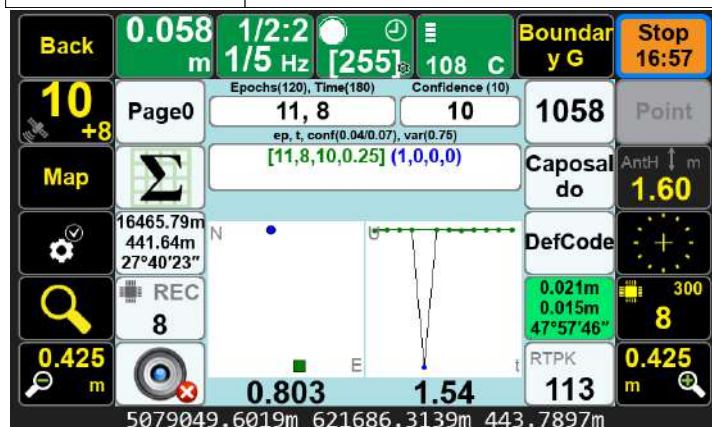 Back
0.058
m
1/2:2
1/5 Hz
[255]
108 C
Boundar
y G
Stop
16:57
10
+8
Page0
Epochs(120), Time(180)
Confidence (10)
11, 8
10
1058
Point
ep, t, conf(0.04/0.07), var(0.75)
[11,8,10,0.25] (1,0,0,0)
Map
Σ
Caposal
do
AntH m
1.60
16465.79m
441.64m
27°40'23"
N
U
DefCode
REC
8
0.021m
0.015m
47°57'46"
300
8
0.425
m
E
t
RTPK
113
0.425
m
0.803
1.54
5079049.6019m 621686.3139m 443.7897m